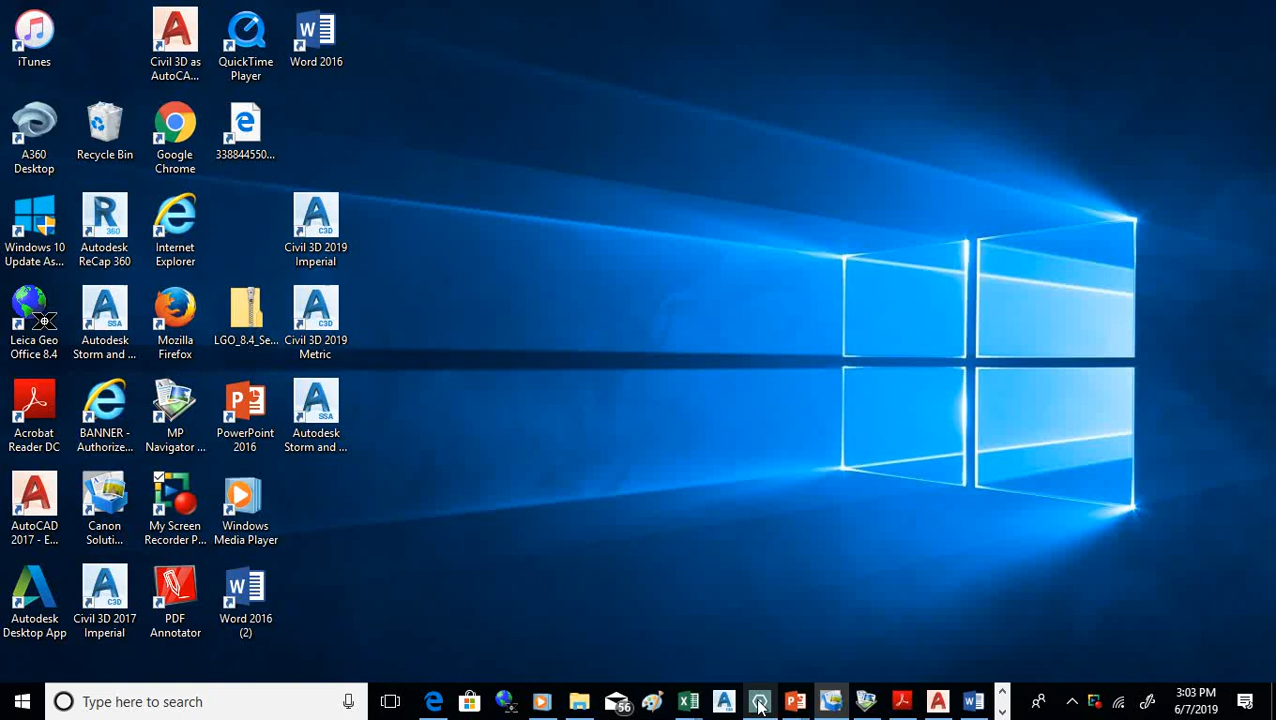 iTunes
Civil 3D as
AutoCA...
QuickTime
Player
Word 2016
A360
Desktop
Recycle Bin
Google
Chrome
338844550...
Windows 10
Update As...
Autodesk
ReCap 360
Internet
Explorer
Civil 3D 2019
Imperial
Leica Geo
Office 8.4
Autodesk
Storm and ...
Mozilla
Firefox
LGO_8.4_Se...
Civil 3D 2019
Metric
Acrobat
Reader DC
BANNER -
Authorize...
MP
Navigator ...
PowerPoint
2016
Autodesk
Storm and ...
AutoCAD
2017 - E...
Canon
Soluti...
My Screen
Recorder P...
Windows
Media Player
Autodesk
Desktop App
Civil 3D 2017
Imperial
PDF
Annotator
Word 2016
(2)
Type here to search
56
3:03 PM
6/7/2019